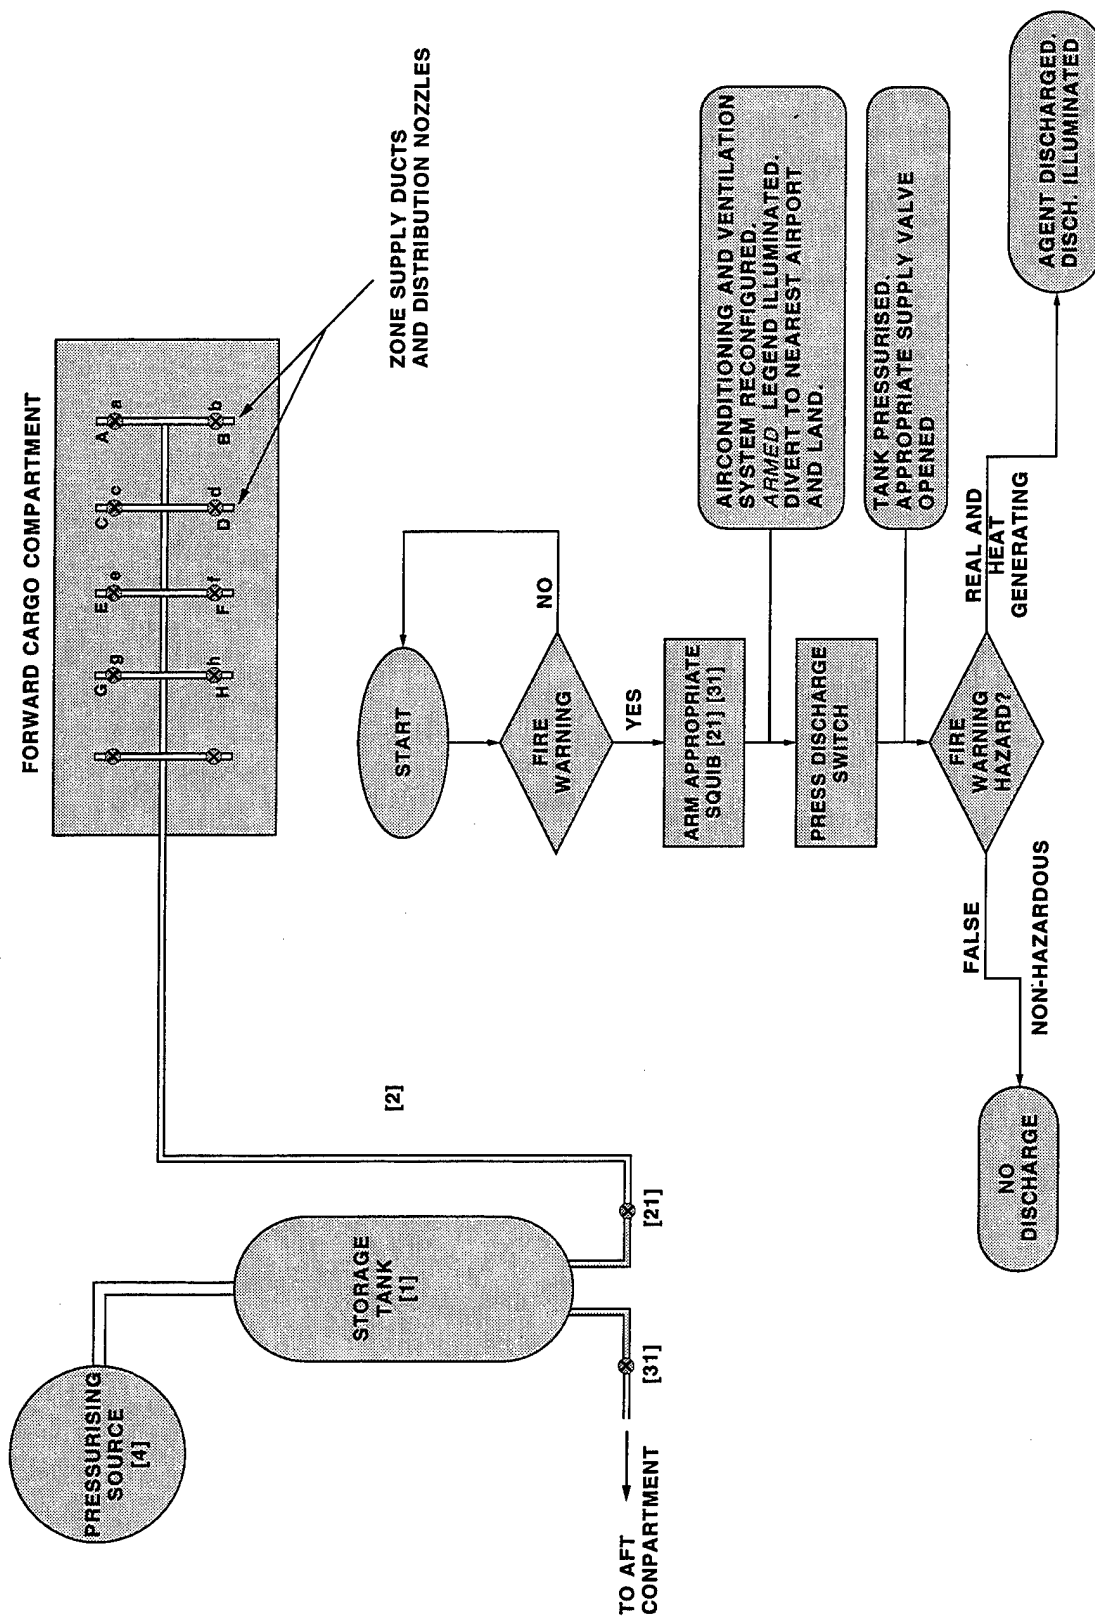 FORWARD CARGO COMPARTMENT
G
E
C
A
g
e
c
a
h
f
d
b
H
F
D
B
ZONE SUPPLY DUCTS
AND DISTRIBUTION NOZZLES
PRESSURISING
SOURCE
[4]
STORAGE
TANK
[1]
[2]
[21]
[31]
TO AFT
CONPARTMENT
START
FIRE
WARNING
NO
YES
ARM APPROPRIATE
SQUIB [21] [31]
AIRCONDITIONING AND VENTILATION
SYSTEM RECONFIGURED.
ARMED LEGEND ILLUMINATED.
DIVERT TO NEAREST AIRPORT
AND LAND.
PRESS DISCHARGE
SWITCH
TANK PRESSURISED.
APPROPRIATE SUPPLY VALVE
OPENED
FIRE
WARNING
HAZARD?
FALSE
NON-HAZARDOUS
REAL AND
HEAT
GENERATING
NO
DISCHARGE
AGENT DISCHARGED.
DISCH. ILLUMINATED